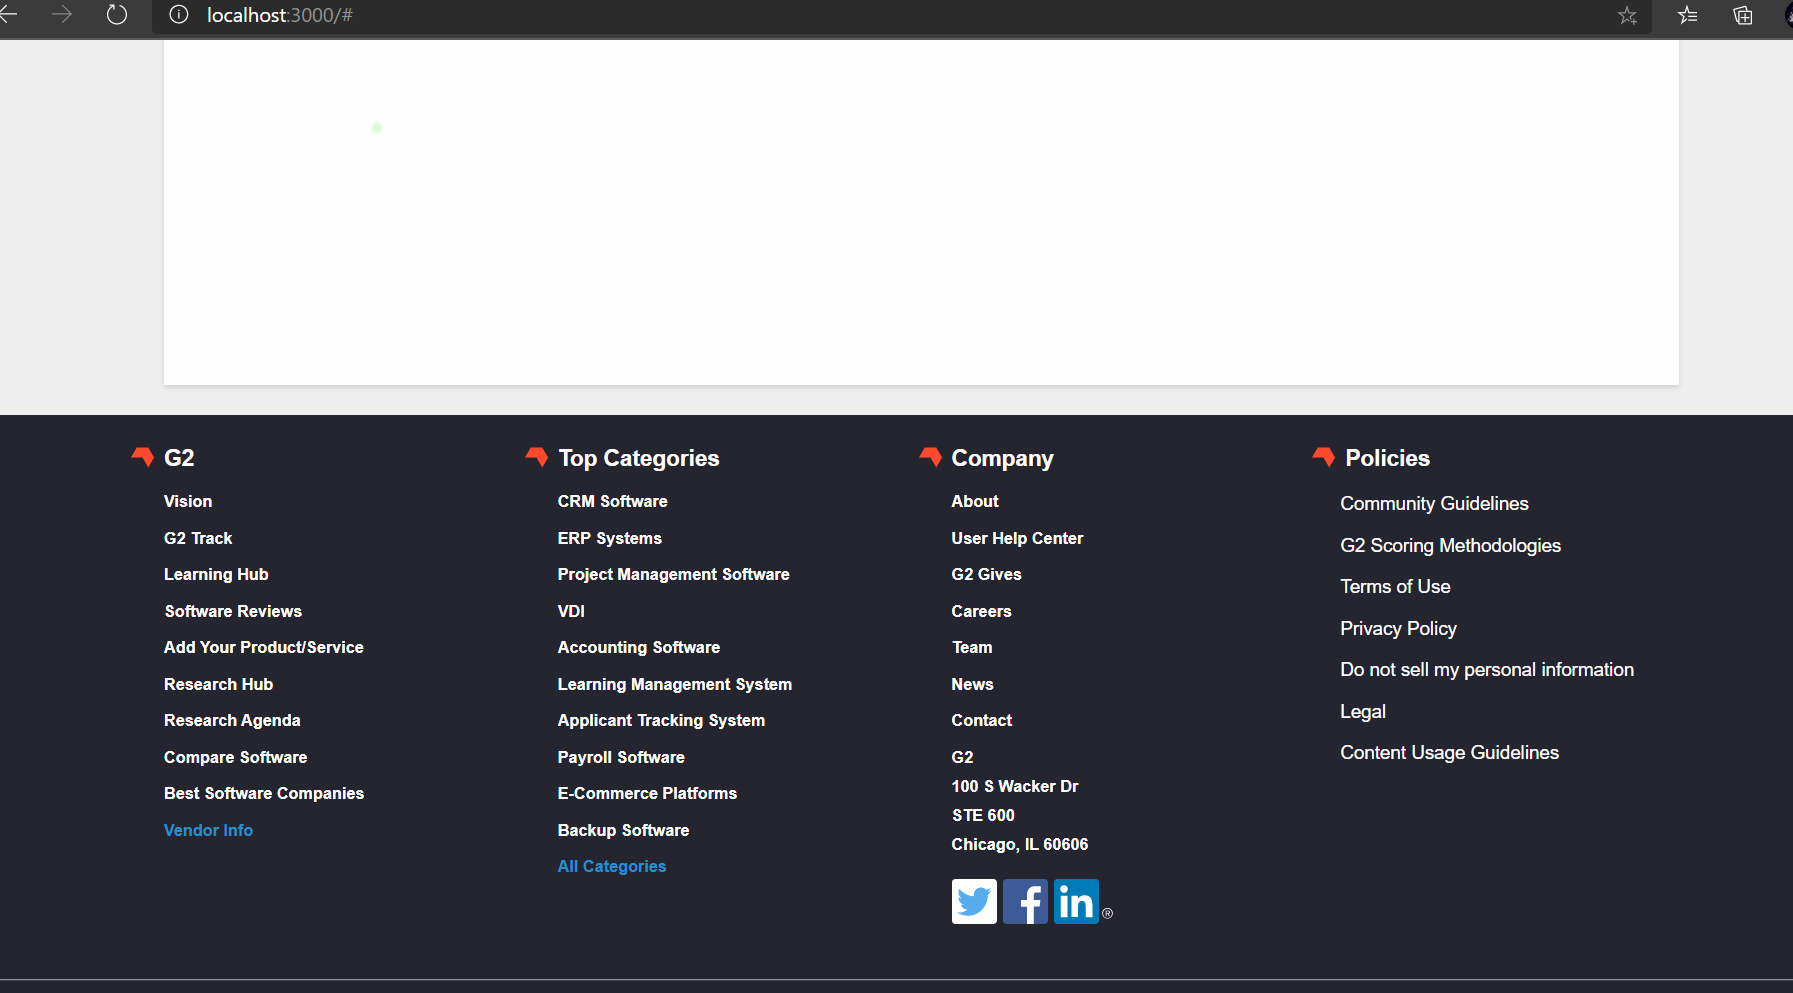 localhost:3000/#
G2
Vision
G2 Track
Learning Hub
Software Reviews
Add Your Product/Service
Research Hub
Research Agenda
Compare Software
Best Software Companies
Vendor Info
Top Categories
CRM Software
ERP Systems
Project Management Software
VDI
Accounting Software
Learning Management System
Applicant Tracking System
Payroll Software
E-Commerce Platforms
Backup Software
All Categories
Company
About
User Help Center
G2 Gives
Careers
Team
News
Contact
G2
100 S Wacker Dr
STE 600
Chicago, IL 60606
f in ®
Policies
Community Guidelines
G2 Scoring Methodologies
Terms of Use
Privacy Policy
Do not sell my personal information
Legal
Content Usage Guidelines